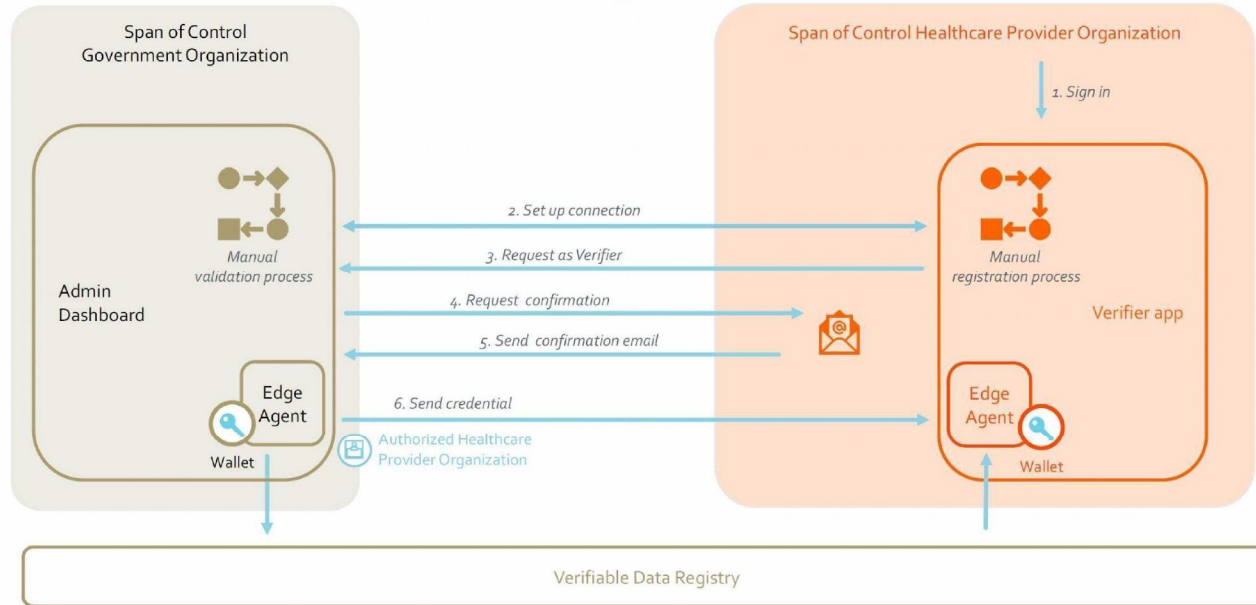 Span of Control
Government Organization
Span of Control Healthcare Provider Organization
1. Sign in
2. Set up connection
Manual
validation process
3. Request as Verifier
Manual
registration process
Admin
Dashboard
4. Request confirmation
@
Verifier app
5. Send confirmation email
Edge
Agent
Wallet
6. Send credential
Authorized Healthcare
Provider Organization
Edge
Agent
Wallet
Verifiable Data Registry